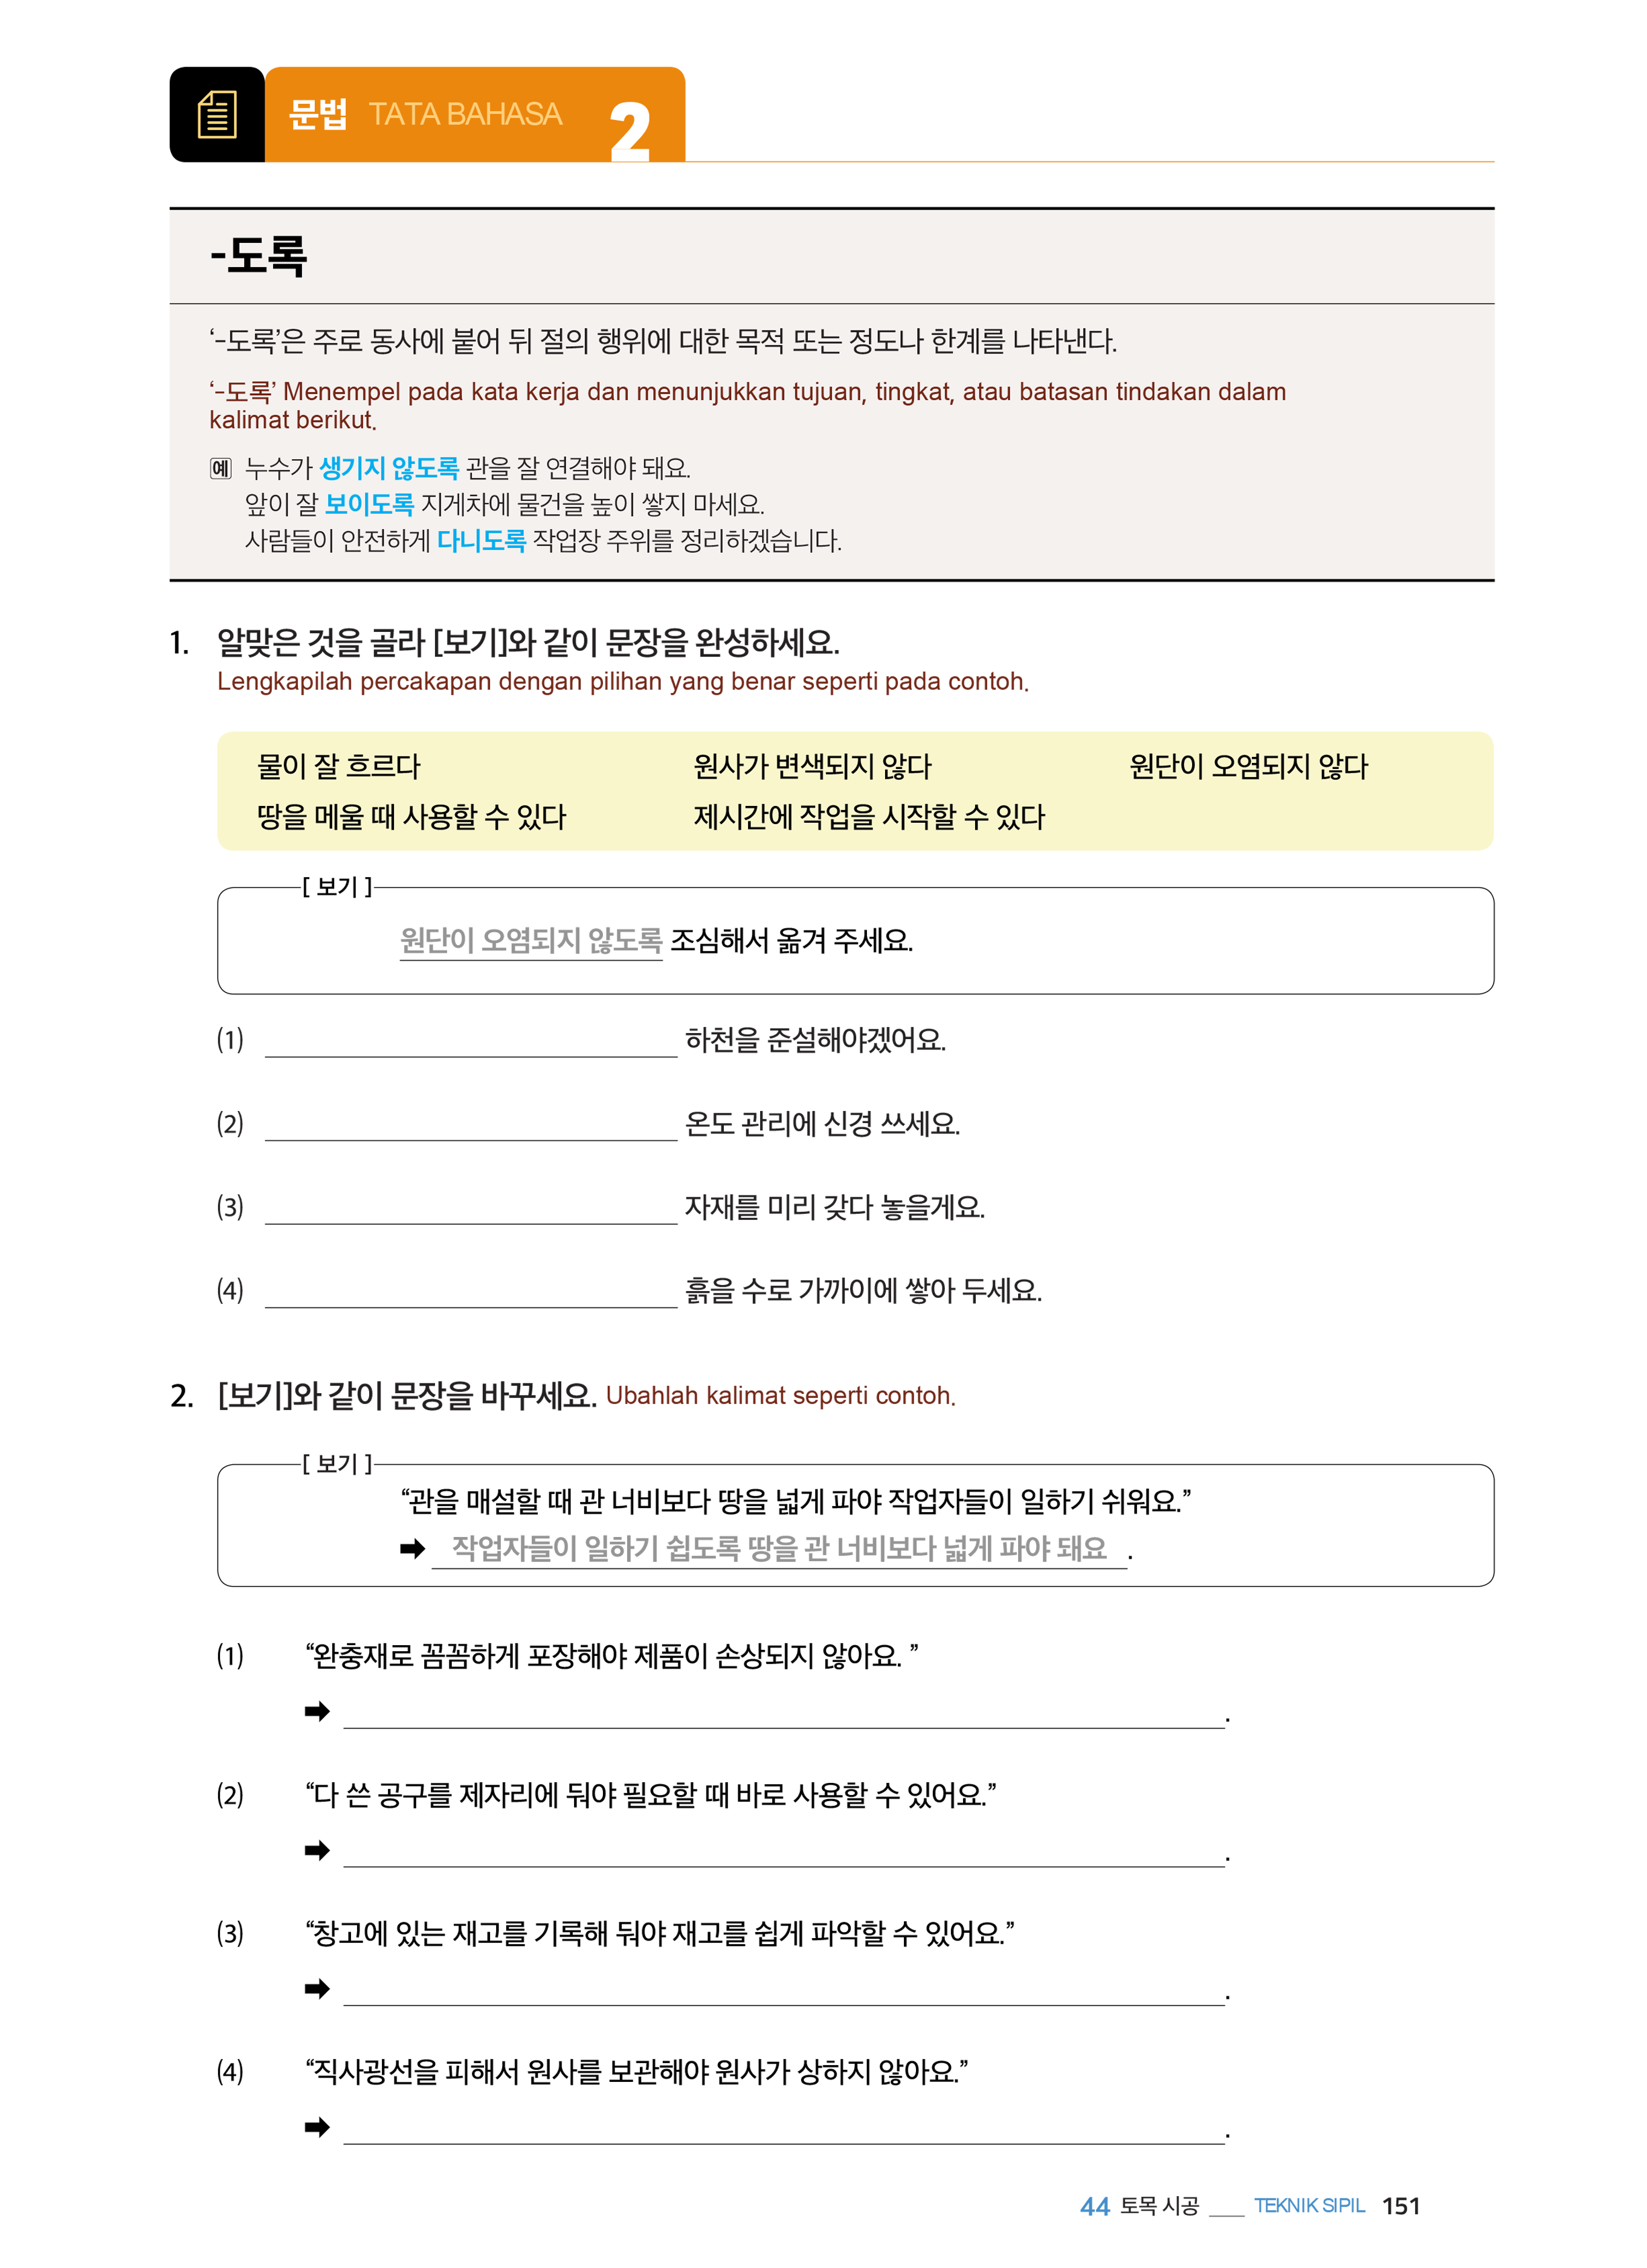 문법 TATA BAHASA 2
-도록
‘-도록’은 주로 동사에 붙어 뒤 절의 행위에 대한 목적 또는 정도나 한계를 나타낸다.
‘-도록’ Menempel pada kata kerja dan menunjukkan tujuan, tingkat, atau batasan tindakan dalam
kalimat berikut.
예 누수가 생기지 않도록 관을 잘 연결해야 돼요.
앞이 잘 보이도록 지게차에 물건을 높이 쌓지 마세요.
사람들이 안전하게 다니도록 작업장 주위를 정리하겠습니다.
1. 알맞은 것을 골라 [보기]와 같이 문장을 완성하세요.
Lengkapilah percakapan dengan pilihan yang benar seperti pada contoh.
물이 잘 흐르다 원사가 변색되지 않다 원단이 오염되지 않다
땅을 메울 때 사용할 수 있다 제시간에 작업을 시작할 수 있다
[ 보기 ]
원단이 오염되지 않도록 조심해서 옮겨 주세요.
(1) ____ 하천을 준설해야겠어요.
(2) ____ 온도 관리에 신경 쓰세요.
(3) ____ 자재를 미리 갖다 놓을게요.
(4) ____ 흙을 수로 가까이에 쌓아 두세요.
2. [보기]와 같이 문장을 바꾸세요. Ubahlah kalimat seperti contoh.
[ 보기 ]
“관을 매설할 때 관 너비보다 땅을 넓게 파야 작업자들이 일하기 쉬워요.”
➡ 작업자들이 일하기 쉽도록 땅을 관 너비보다 넓게 파야 돼요 .
(1) “완충재로 꼼꼼하게 포장해야 제품이 손상되지 않아요. ”
➡ ____.
(2) “다 쓴 공구를 제자리에 둬야 필요할 때 바로 사용할 수 있어요.”
➡ ____.
(3) “창고에 있는 재고를 기록해 둬야 재고를 쉽게 파악할 수 있어요.”
➡ ____.
(4) “직사광선을 피해서 원사를 보관해야 원사가 상하지 않아요.”
➡ ____.
44 토목 시공 ___ TEKNIK SIPIL 151